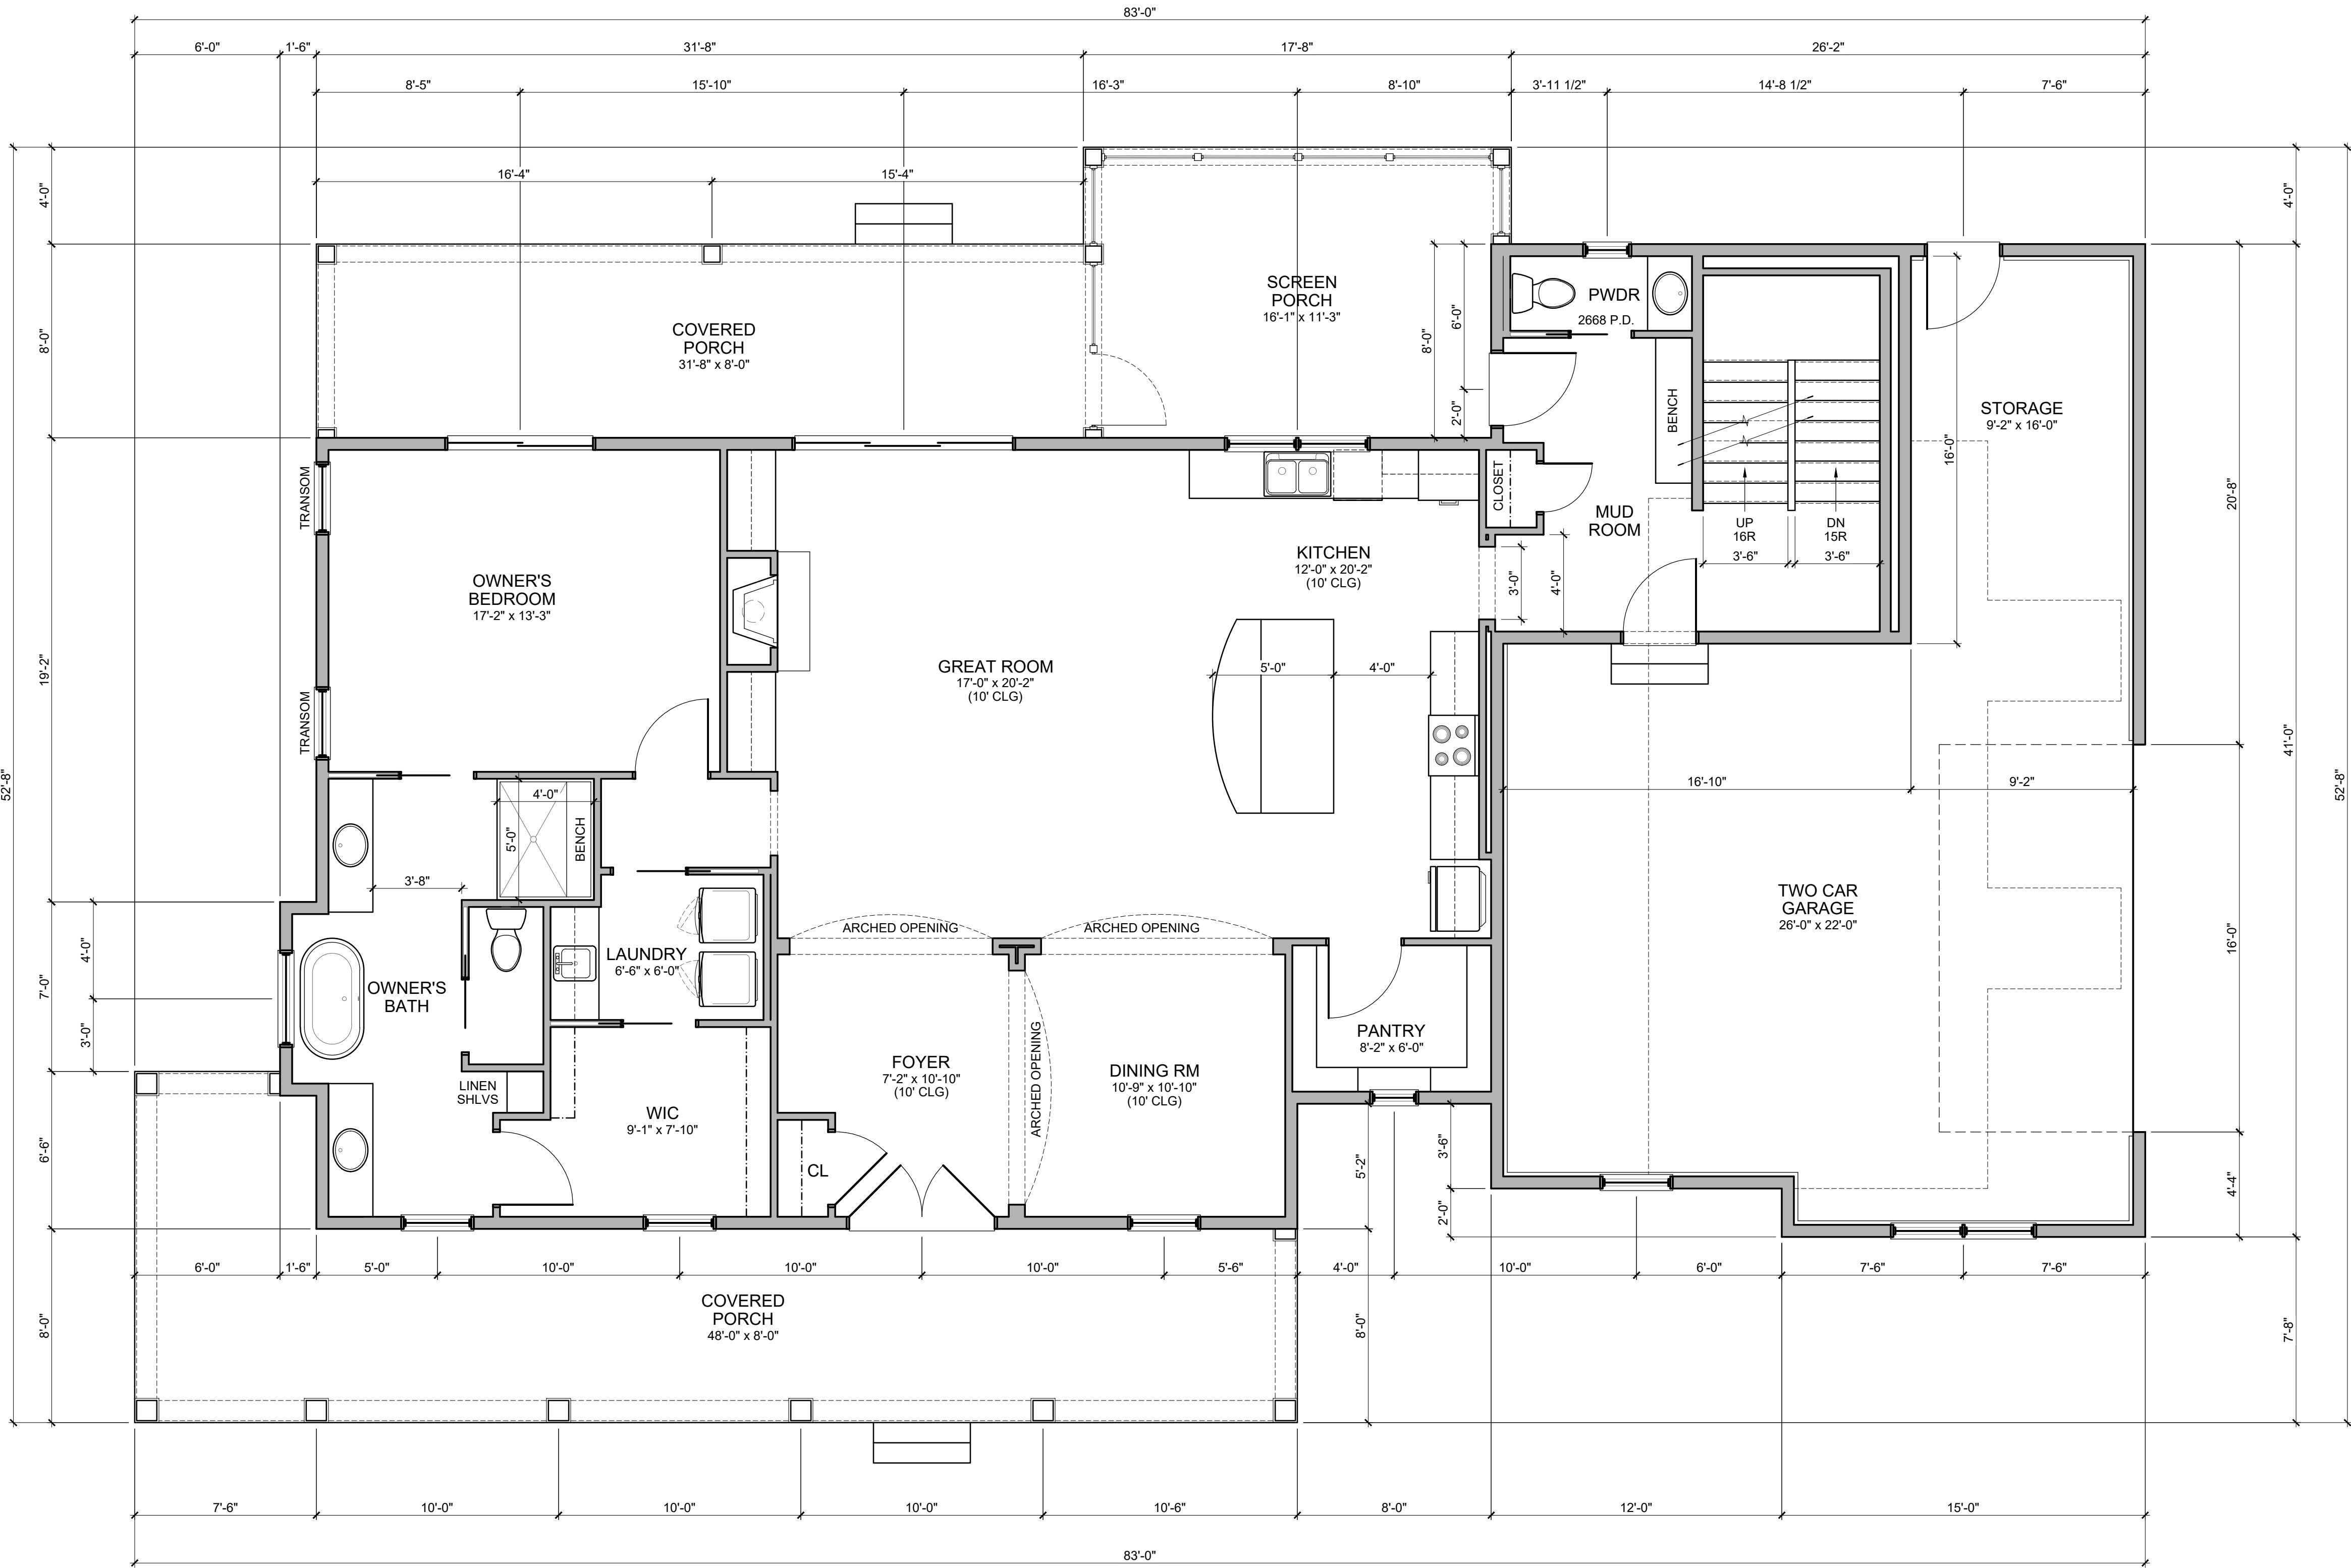 83'-0"
6'-0" 1'-6" 31'-8" 17'-8" 26'-2"
8'-5" 15'-10" 16'-3" 8'-10" 3'-11 1/2" 14'-8 1/2" 7'-6"
16'-4" 15'-4"
4'-0"
8'-0"
19'-2"
52'-8"
7'-0"
4'-0"
3'-0"
6'-6"
8'-0"
4'-0"
20'-8"
41'-0"
52'-8"
16'-0"
4'-4"
7'-8"
COVERED
PORCH
31'-8" x 8'-0"
SCREEN
PORCH
16'-1" x 11'-3"
8'-0"
6'-0"
2'-0"
PWDR
2668 P.D.
BENCH
STORAGE
9'-2" x 16'-0"
16'-0"
CLOSET
MUD
ROOM
UP
16R
DN
15R
3'-6" 3'-6"
3'-0"
4'-0"
TRANSOM
TRANSOM
OWNER'S
BEDROOM
17'-2" x 13'-3"
GREAT ROOM
17'-0" x 20'-2"
(10' CLG)
KITCHEN
12'-0" x 20'-2"
(10' CLG)
5'-0" 4'-0"
16'-10" 9'-2"
TWO CAR
GARAGE
26'-0" x 22'-0"
4'-0"
5'-0"
BENCH
3'-8"
OWNER'S
BATH
LAUNDRY
6'-6" x 6'-0"
LINEN
SHLVS
WIC
9'-1" x 7'-10"
CL
ARCHED OPENING
ARCHED OPENING
ARCHED OPENING
FOYER
7'-2" x 10'-10"
(10' CLG)
DINING RM
10'-9" x 10'-10"
(10' CLG)
PANTRY
8'-2" x 6'-0"
5'-2"
3'-6"
2'-0"
8'-0"
6'-0" 1'-6" 5'-0" 10'-0" 10'-0" 10'-0" 5'-6" 4'-0" 10'-0" 6'-0" 7'-6" 7'-6"
COVERED
PORCH
48'-0" x 8'-0"
7'-6" 10'-0" 10'-0" 10'-0" 10'-6" 8'-0" 12'-0" 15'-0"
83'-0"